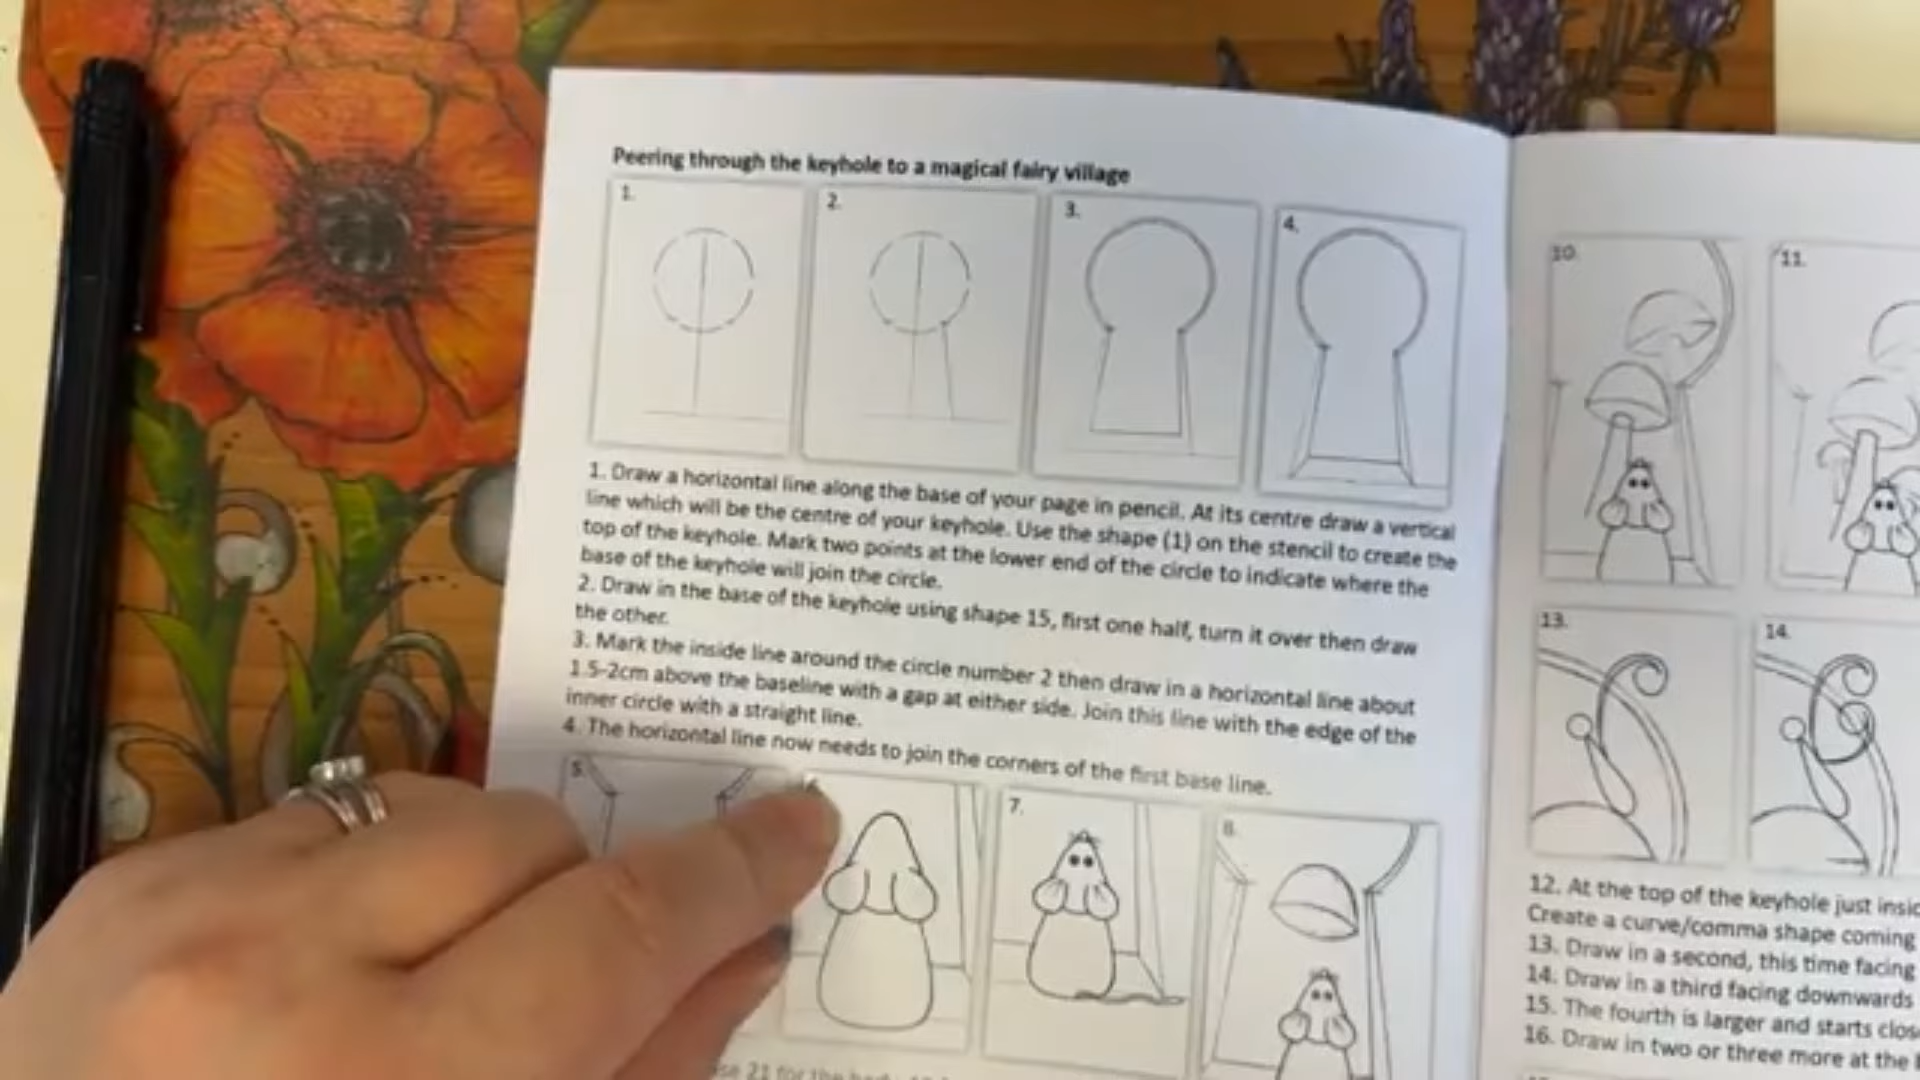 Peering through the keyhole to a magical fairy village
1.
2.
3.
4.
1. Draw a horizontal line along the base of your page in pencil. At its centre draw a vertical
line which will be the centre of your keyhole. Use the shape (1) on the stencil to create the
top of the keyhole. Mark two points at the lower end of the circle to indicate where the
base of the keyhole will join the circle.
2. Draw in the base of the keyhole using shape 15, first one half, turn it over then draw
the other.
3. Mark the inside line around the circle number 2 then draw in a horizontal line about
1.5-2cm above the baseline with a gap at either side. Join this line with the edge of the
inner circle with a straight line.
4. The horizontal line now needs to join the corners of the first base line.
5.
7.
8.
21 for the
10.
11.
13.
14.
12. At the top of the keyhole just
Create a curve/comma shape coming
13. Draw in a second, this time facing
14. Draw in a third facing downwards
15. The fourth is larger and starts
16. Draw in two or three more at the